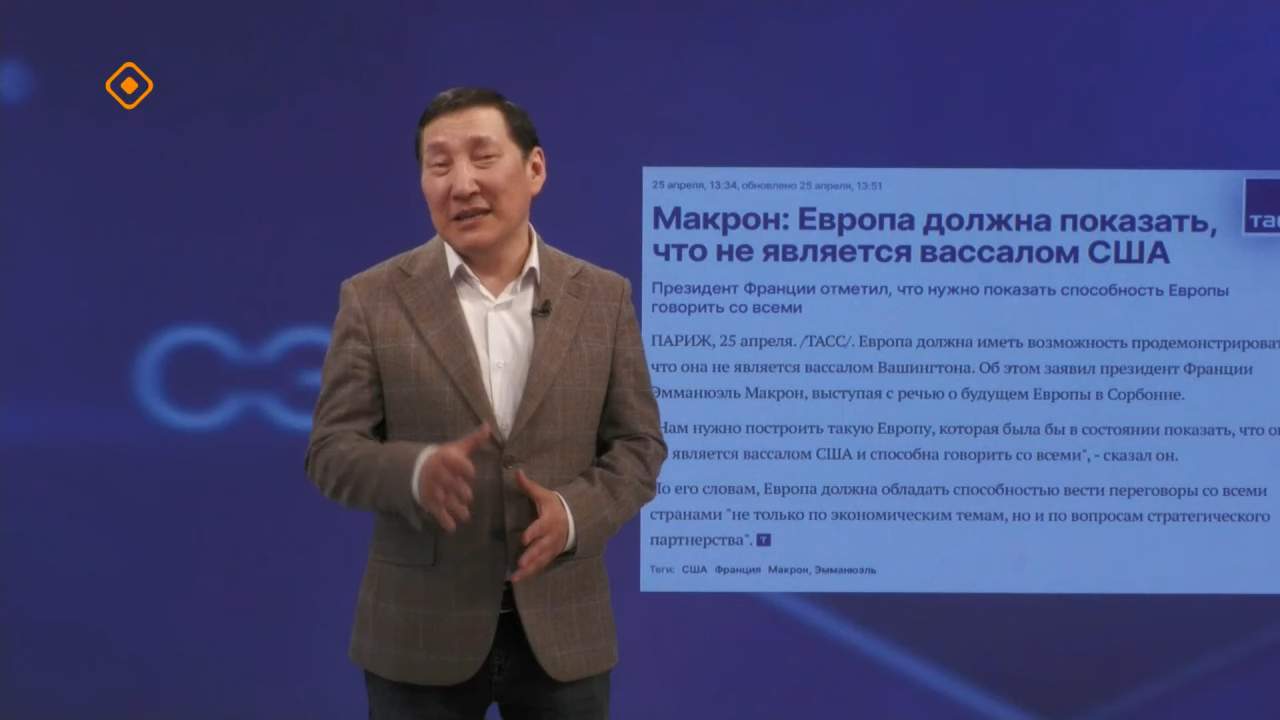 25 апреля, 13:34, обновлено 25 апреля, 13:51
Макрон: Европа должна показать,
что не является вассалом США
Президент Франции отметил, что нужно показать способность Европы
говорить со всеми
ПАРИЖ, 25 апреля. /ТАСС/. Европа должна иметь возможность
что она не является вассалом Вашингтона. Об этом заявил президент Франции
Эммануэль Макрон, выступая с речью о будущем Европы в Сорбонне.
Нам нужно построить такую Европу, которая была бы в состоянии показать, что
является вассалом США и способна говорить со всеми", - сказал он.
По его словам, Европа должна обладать способностью вести переговоры со всеми
странами "не только по экономическим темам, но и по вопросам стратегического
партнерства".
Теги: США Франция Макрон, Эммануэль